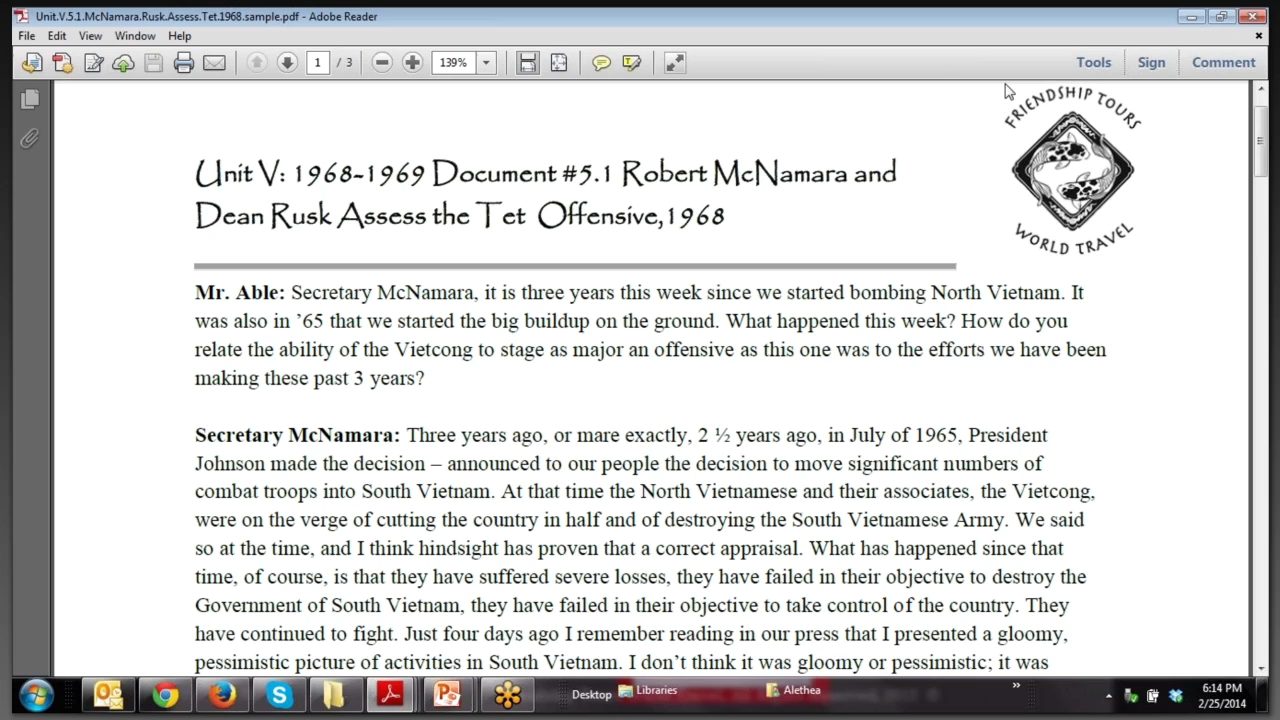 Unit.V.5.1.McNamara.Rusk.Assess.Tet.1968.sample.pdf - Adobe Reader
File Edit View Window Help
1 / 3 139% Tools Sign Comment
FRIENDSHIP TOURS
WORLD TRAVEL
Unit V: 1968-1969 Document #5.1 Robert McNamara and
Dean Rusk Assess the Tet Offensive,1968
Mr. Able: Secretary McNamara, it is three years this week since we started bombing North Vietnam. It
was also in ’65 that we started the big buildup on the ground. What happened this week? How do you
relate the ability of the Vietcong to stage as major an offensive as this one was to the efforts we have been
making these past 3 years?
Secretary McNamara: Three years ago, or mare exactly, 2 ½ years ago, in July of 1965, President
Johnson made the decision – announced to our people the decision to move significant numbers of
combat troops into South Vietnam. At that time the North Vietnamese and their associates, the Vietcong,
were on the verge of cutting the country in half and of destroying the South Vietnamese Army. We said
so at the time, and I think hindsight has proven that a correct appraisal. What has happened since that
time, of course, is that they have suffered severe losses, they have failed in their objective to destroy the
Government of South Vietnam, they have failed in their objective to take control of the country. They
have continued to fight. Just four days ago I remember reading in our press that I presented a gloomy,
pessimistic picture of activities in South Vietnam. I don’t think it was gloomy or pessimistic; it was
Desktop Libraries Alethea » 6:14 PM
2/25/2014